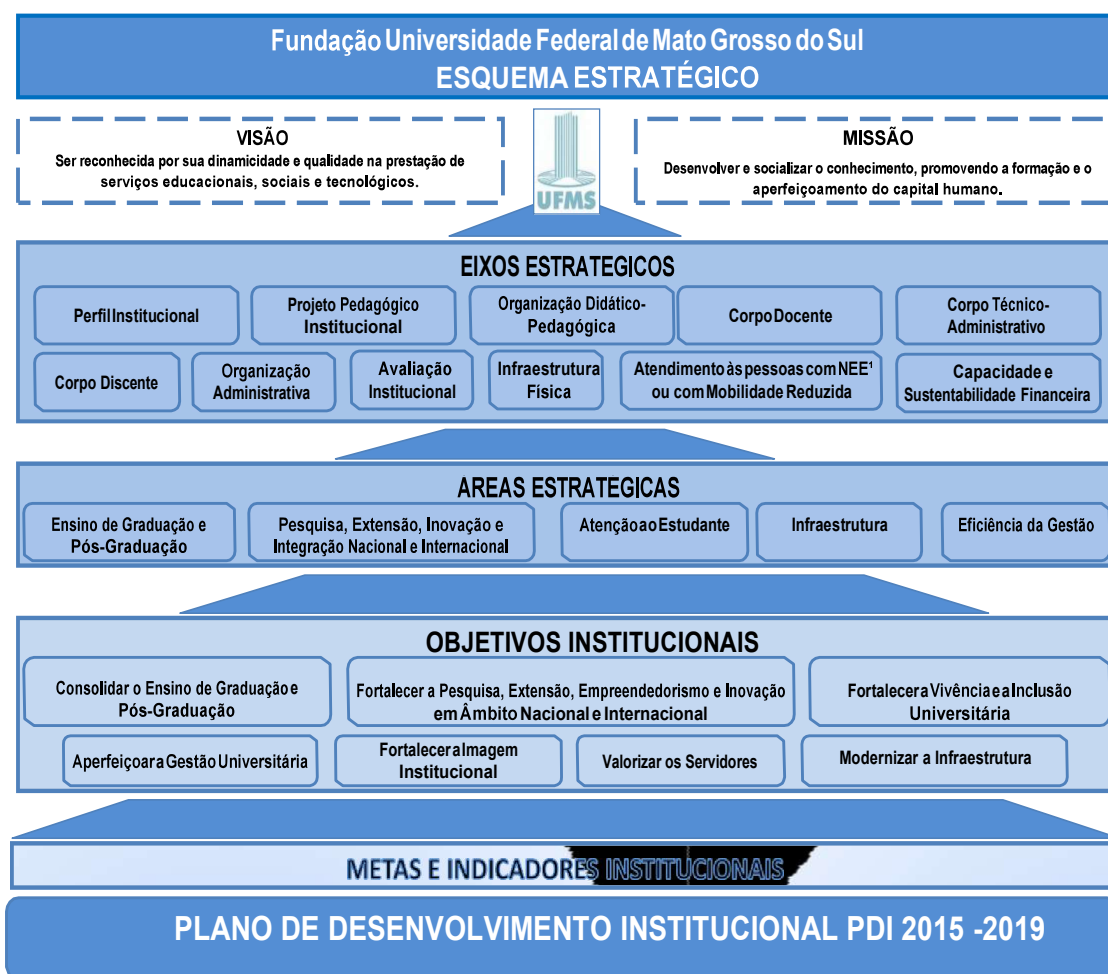 Fundação Universidade Federal de Mato Grosso do Sul
ESQUEMA ESTRATÉGICO
VISÃO
Ser reconhecida por sua dinamicidade e qualidade na prestação de
serviços educacionais, sociais e tecnológicos.
UFMS
MISSÃO
Desenvolver e socializar o conhecimento, promovendo a formação e o
aperfeiçoamento do capital humano.
EIXOS ESTRATEGICOS
Perfil Institucional
Projeto Pedagógico
Institucional
Organização Didático-
Pedagógica
Corpo Docente
Corpo Técnico-
Administrativo
Corpo Discente
Organização
Administrativa
Avaliação
Institucional
Infraestrutura
Física
Atendimento às pessoas com NEE¹
ou com Mobilidade Reduzida
Capacidade e
Sustentabilidade Financeira
AREAS ESTRATEGICAS
Ensino de Graduação e
Pós-Graduação
Pesquisa, Extensão, Inovação e
Integração Nacional e Internacional
Atenção ao Estudante
Infraestrutura
Eficiência da Gestão
OBJETIVOS INSTITUCIONAIS
Consolidar o Ensino de Graduação e
Pós-Graduação
Fortalecer a Pesquisa, Extensão, Empreendedorismo e Inovação
em Âmbito Nacional e Internacional
Fortalecer a Vivência e a Inclusão
Universitária
Aperfeiçoar a Gestão Universitária
Fortalecer a Imagem
Institucional
Valorizar os Servidores
Modernizar a Infraestrutura
METAS E INDICADORES INSTITUCIONAIS
PLANO DE DESENVOLVIMENTO INSTITUCIONAL PDI 2015 -2019